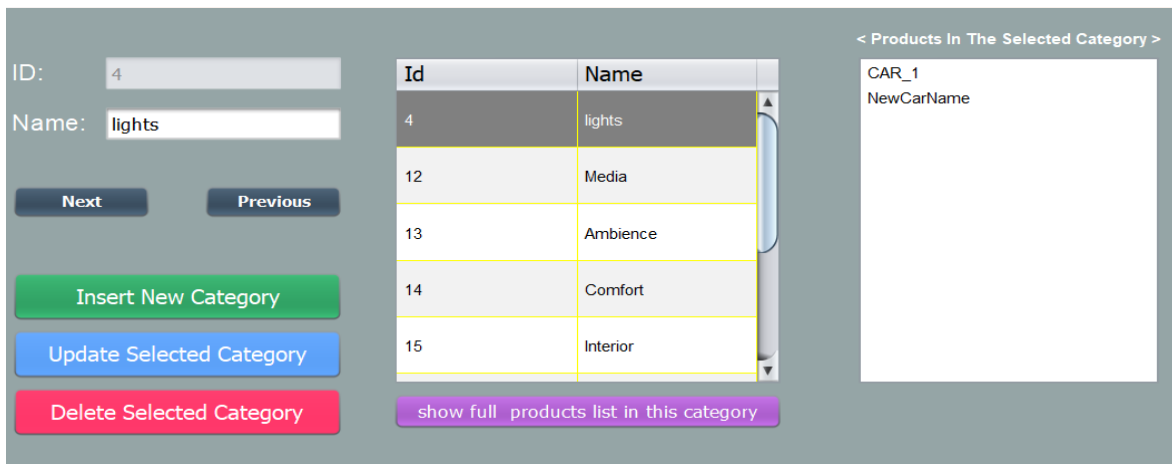 < Products In The Selected Category >
ID: 4
Name: lights
Next Previous
Insert New Category
Update Selected Category
Delete Selected Category
Id Name
4 lights
12 Media
13 Ambience
14 Comfort
15 Interior
show full  products list in this category
CAR_1
NewCarName